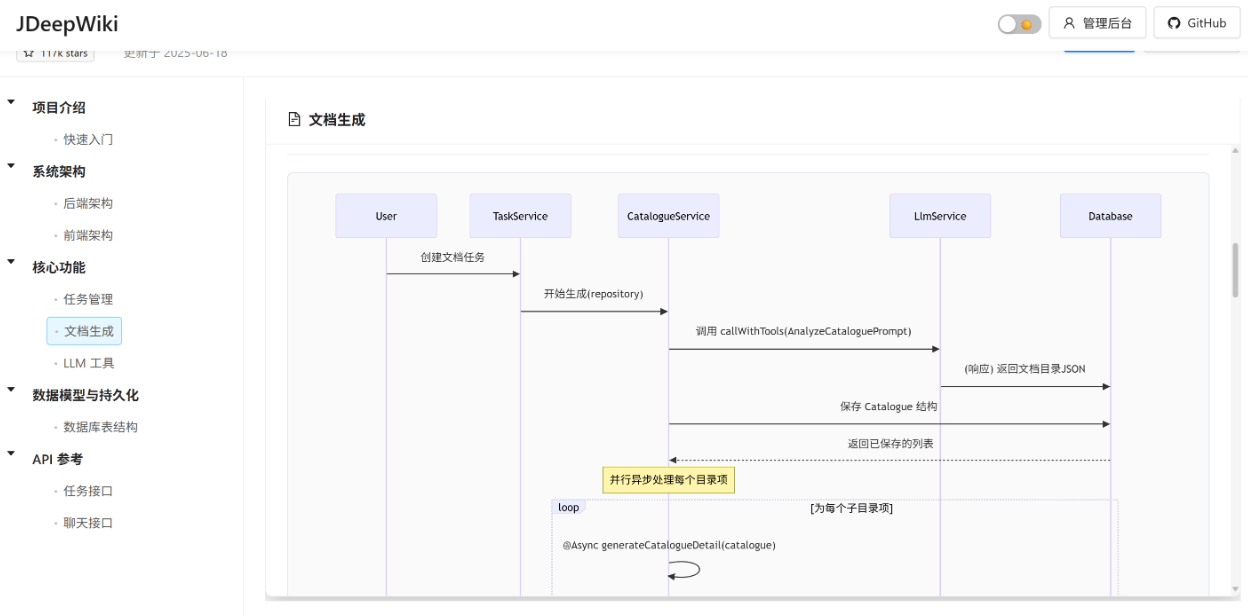 JDeepWiki
管理后台
GitHub
117k stars
更新于 2025-06-18
项目介绍
快速入门
系统架构
后端架构
前端架构
核心功能
任务管理
文档生成
LLM 工具
数据模型与持久化
数据库表结构
API 参考
任务接口
聊天接口
文档生成
User
TaskService
CatalogueService
LlmService
Database
创建文档任务
开始生成(repository)
调用 callWithTools(AnalyzeCataloguePrompt)
(响应) 返回文档目录JSON
保存 Catalogue 结构
返回已保存的列表
并行异步处理每个目录项
loop
[为每个子目录项]
@Async generateCatalogueDetail(catalogue)